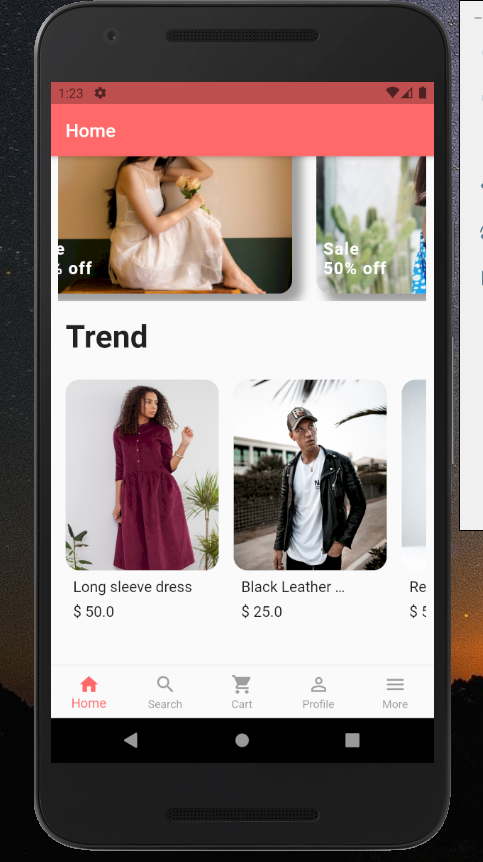 1:23
Home
e
% off
Sale
50% off
Trend
Long sleeve dress
$ 50.0
Black Leather ...
$ 25.0
Re
$ 5
Home
Search
Cart
Profile
More